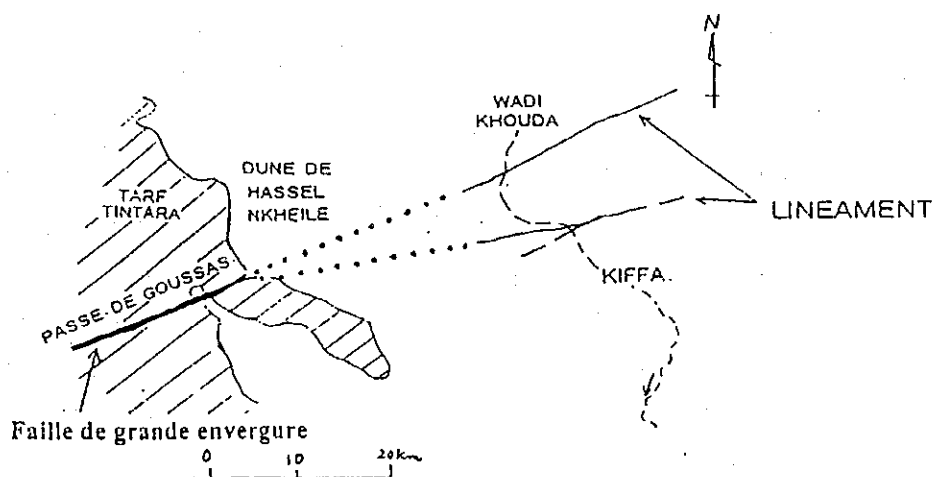 N
WADI
KHOUDA
DUNE DE
HASSEL
NKHEILE
TARF
TINTARA
LINEAMENT
PASSE. DE GOUSSAS.
KIFFA.
Faille de grande envergure
0 10 20km